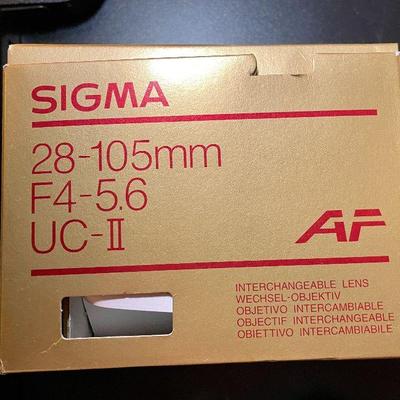 SIGMA
28-105mm
F4-5.6
UC-II
AF
INTERCHANGEABLE LENS
WECHSEL-OBJEKTIV
OBJETIVO INTERCAMBIABLE
OBJECTIF INTERCHANGEABLE
OBIETTIVO INTERCAMBIABILE